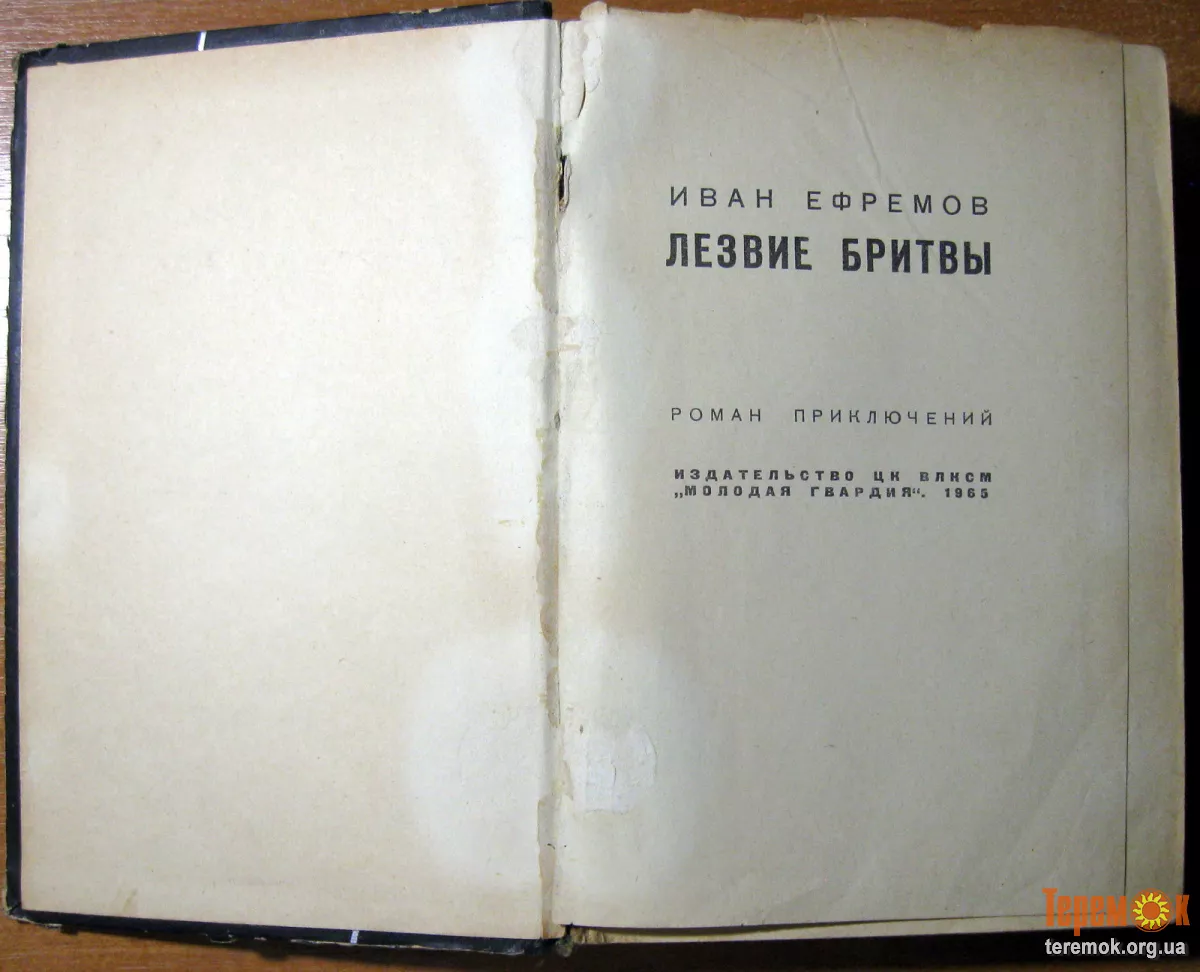 ИВАН ЕФРЕМОВ
ЛЕЗВИЕ БРИТВЫ
РОМАН ПРИКЛЮЧЕНИЙ
ИЗДАТЕЛЬСТВО ЦК ВЛКСМ
„МОЛОДАЯ ГВАРДИЯ“. 1965
Теремок
teremok.org.ua